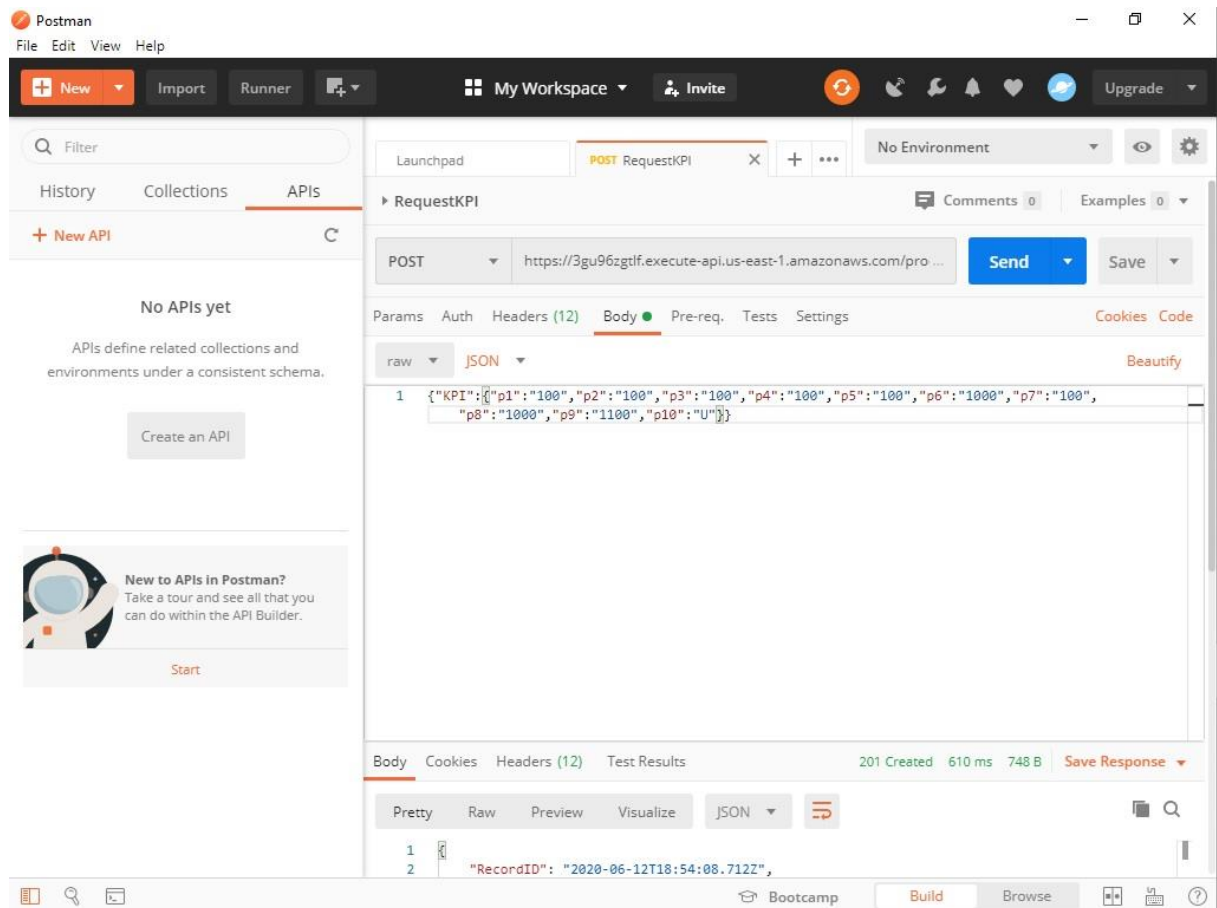 Postman
File Edit View Help
New Import Runner My Workspace Invite Upgrade
Filter
History Collections APIs
+ New API
No APIs yet
APIs define related collections and
environments under a consistent schema.
Create an API
New to APIs in Postman?
Take a tour and see all that you
can do within the API Builder.
Start
Launchpad POST RequestKPI No Environment
RequestKPI Comments 0 Examples 0
POST https://3gu96zgtlf.execute-api.us-east-1.amazonaws.com/pro ... Send Save
Params Auth Headers (12) Body Pre-req. Tests Settings Cookies Code
raw JSON Beautify
1 {"KPI":{"p1":"100","p2":"100","p3":"100","p4":"100","p5":"100","p6":"1000","p7":"100",
"p8":"1000","p9":"1100","p10":"U"}}
Body Cookies Headers (12) Test Results 201 Created 610 ms 748 B Save Response
Pretty Raw Preview Visualize JSON
1 {
2 "RecordID": "2020-06-12T18:54:08.712Z",
Bootcamp Build Browse